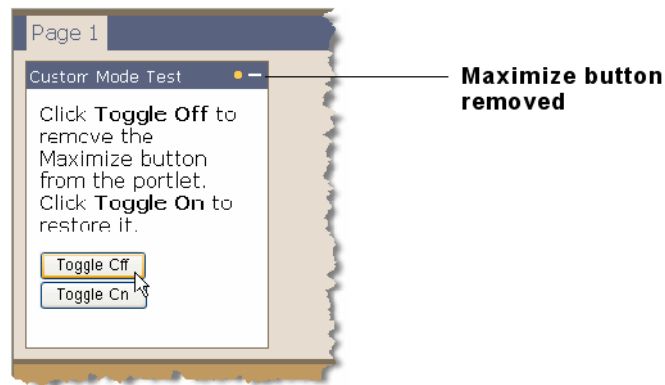 Page 1
Custom Mode Test
Maximize button
removed
Click Toggle Off to
remove the
Maximize button
from the portlet.
Click Toggle On to
restore it.
Toggle Off
Toggle On